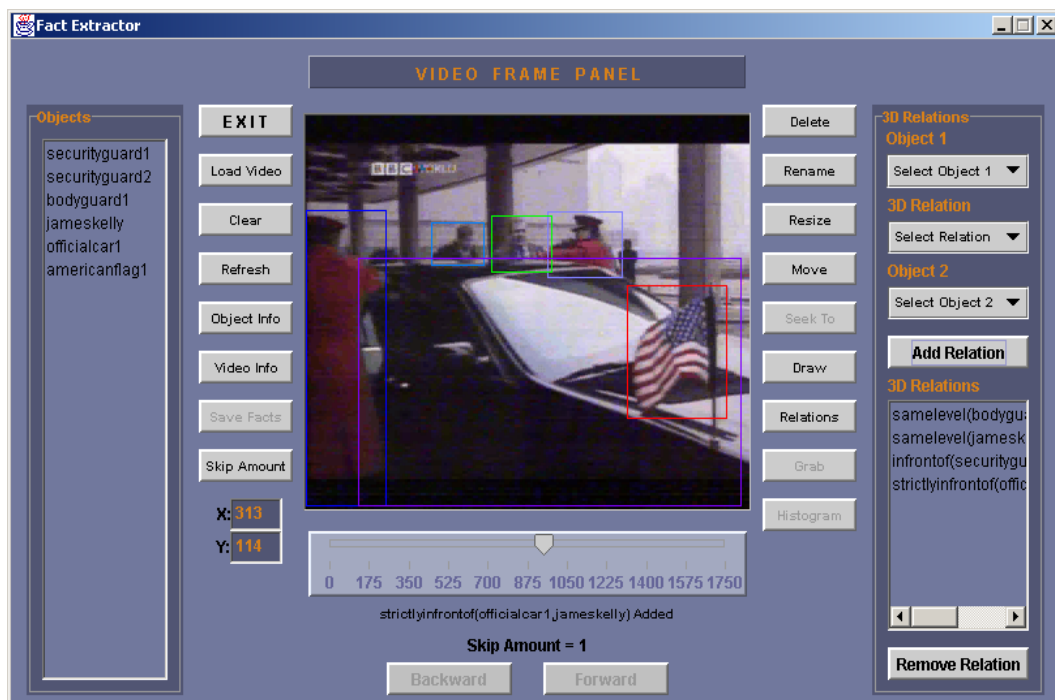 Fact Extractor
VIDEO FRAME PANEL
Objects
securityguard1
securityguard2
bodyguard1
jameskelly
officialcar1
americanflag1
EXIT
Load Video
Clear
Refresh
Object Info
Video Info
Save Facts
Skip Amount
X: 313
Y: 114
BBC WORLD
0 175 350 525 700 875 1050 1225 1400 1575 1750
strictlyinfrontof(officialcar1,jameskelly) Added
Skip Amount = 1
Backward
Forward
Delete
Rename
Resize
Move
Seek To
Draw
Relations
Grab
Histogram
3D Relations
Object 1
Select Object 1
3D Relation
Select Relation
Object 2
Select Object 2
Add Relation
3D Relations
samelevel(bodygu
samelevel(jamesk
infrontof(securitygu
strictlyinfrontof(offic
Remove Relation